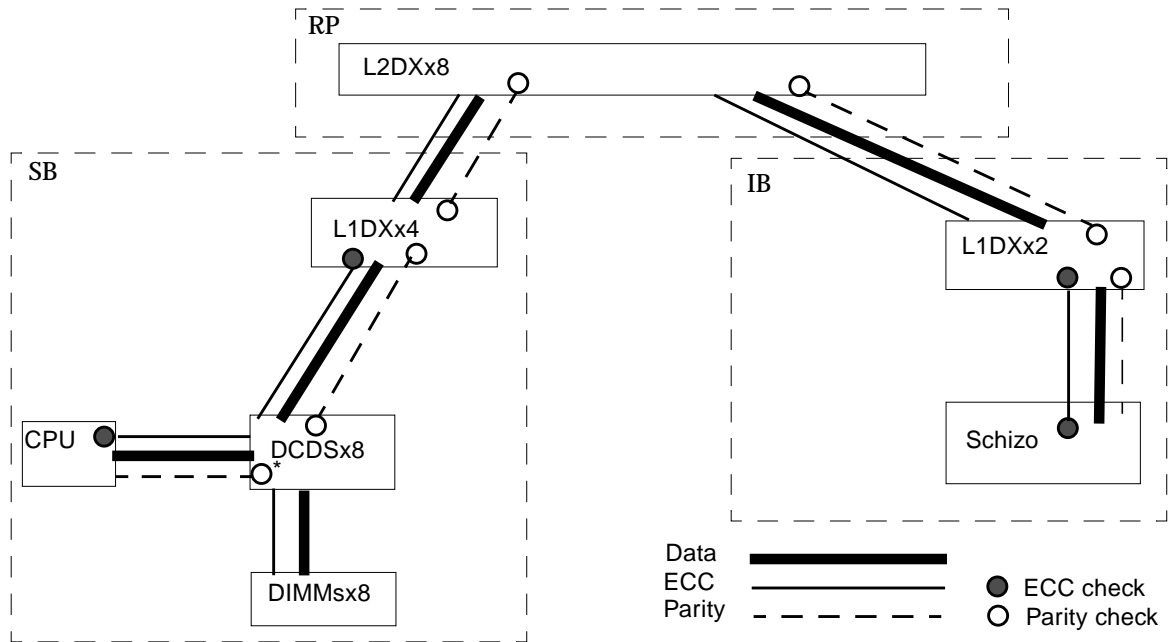 RP
L2DXx8
SB
IB
L1DXx4
L1DXx2
CPU
DCDSx8
*
Schizo
DIMMsx8
Data
ECC
Parity
ECC check
Parity check